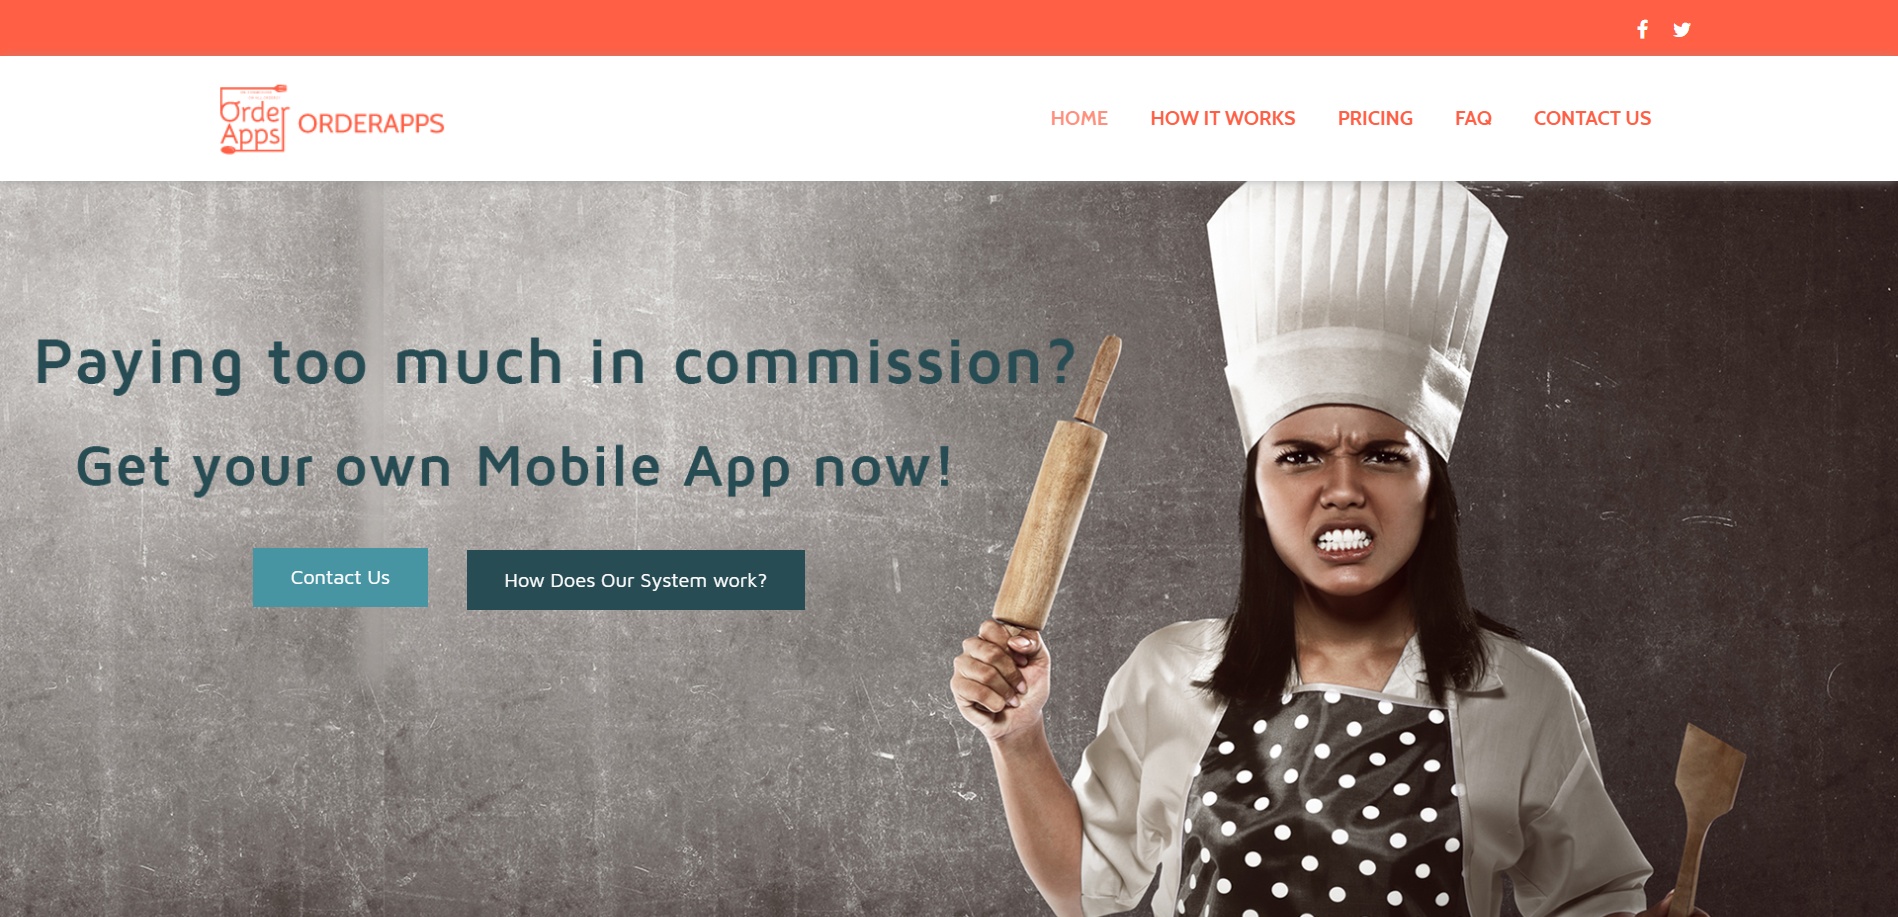 Order
Apps
ORDERAPPS
HOME
HOW IT WORKS
PRICING
FAQ
CONTACT US
Paying too much in commission?
Get your own Mobile App now!
Contact Us
How Does Our System work?